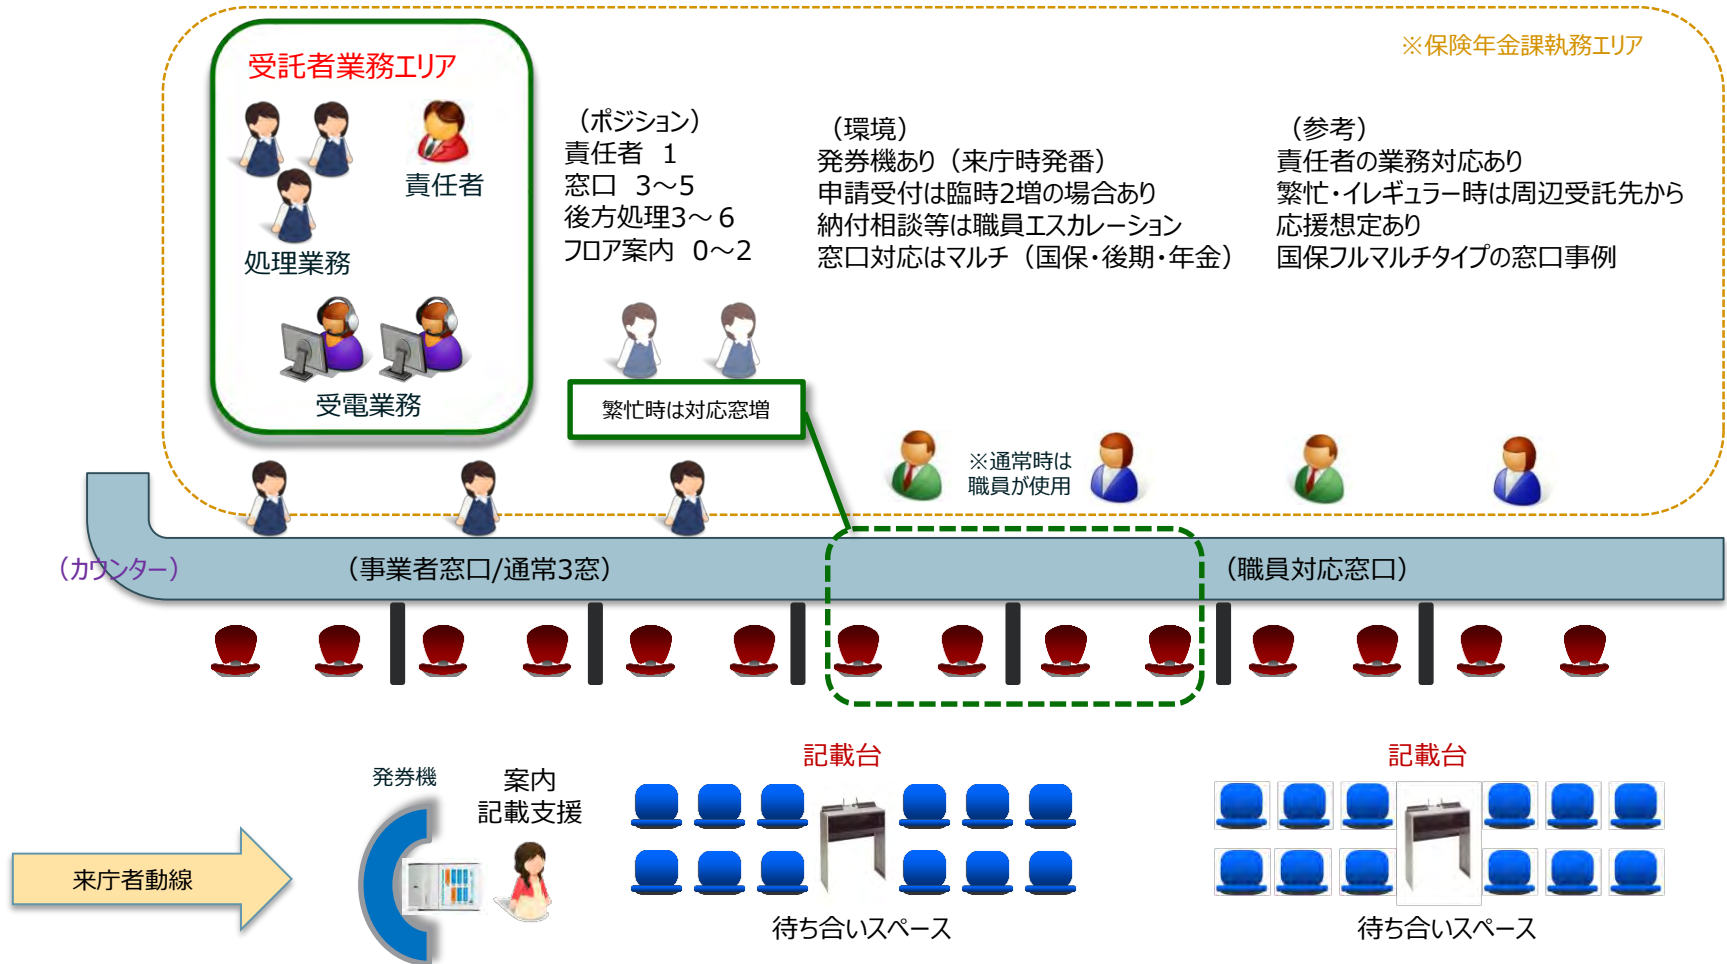 ※保険年金課執務エリア
受託者業務エリア
責任者
処理業務
受電業務
（ポジション）
責任者 1
窓口 3～5
後方処理3～６
フロア案内 0～2
（環境）
発券機あり（来庁時発番）
申請受付は臨時2増の場合あり
納付相談等は職員エスカレーション
窓口対応はマルチ（国保・後期・年金）
（参考）
責任者の業務対応あり
繁忙・イレギュラー時は周辺受託先から
応援想定あり
国保フルマルチタイプの窓口事例
繁忙時は対応窓増
※通常時は
職員が使用
（カウンター）
（事業者窓口/通常3窓）
（職員対応窓口）
来庁者動線
発券機
案内
記載支援
記載台
待ち合いスペース
記載台
待ち合いスペース